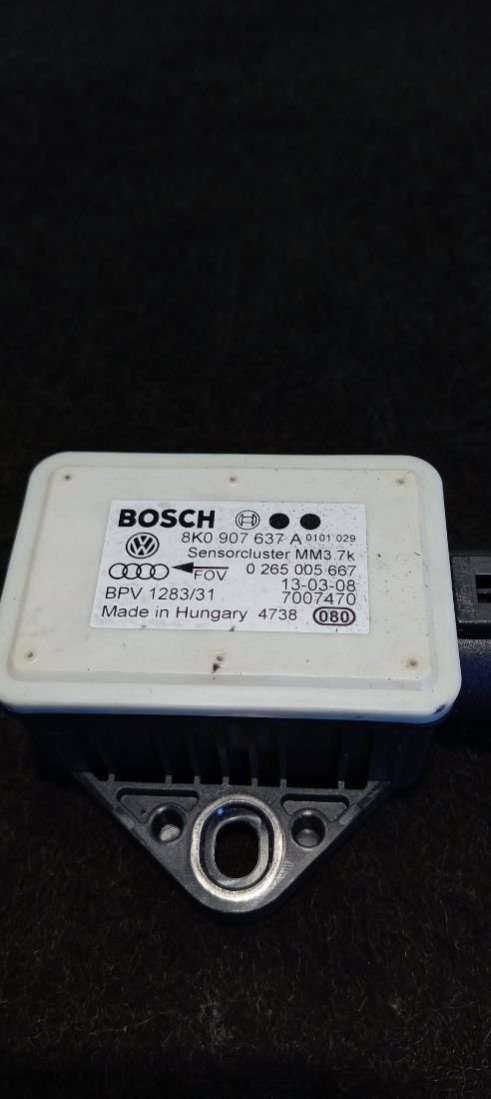 BOSCH
8K0 907 637 A 0101 029
Sensorcluster MM3.7k
FOV 0 265 005 667
13-03-08
BPV 1283/31 7007470
Made in Hungary 4738 080